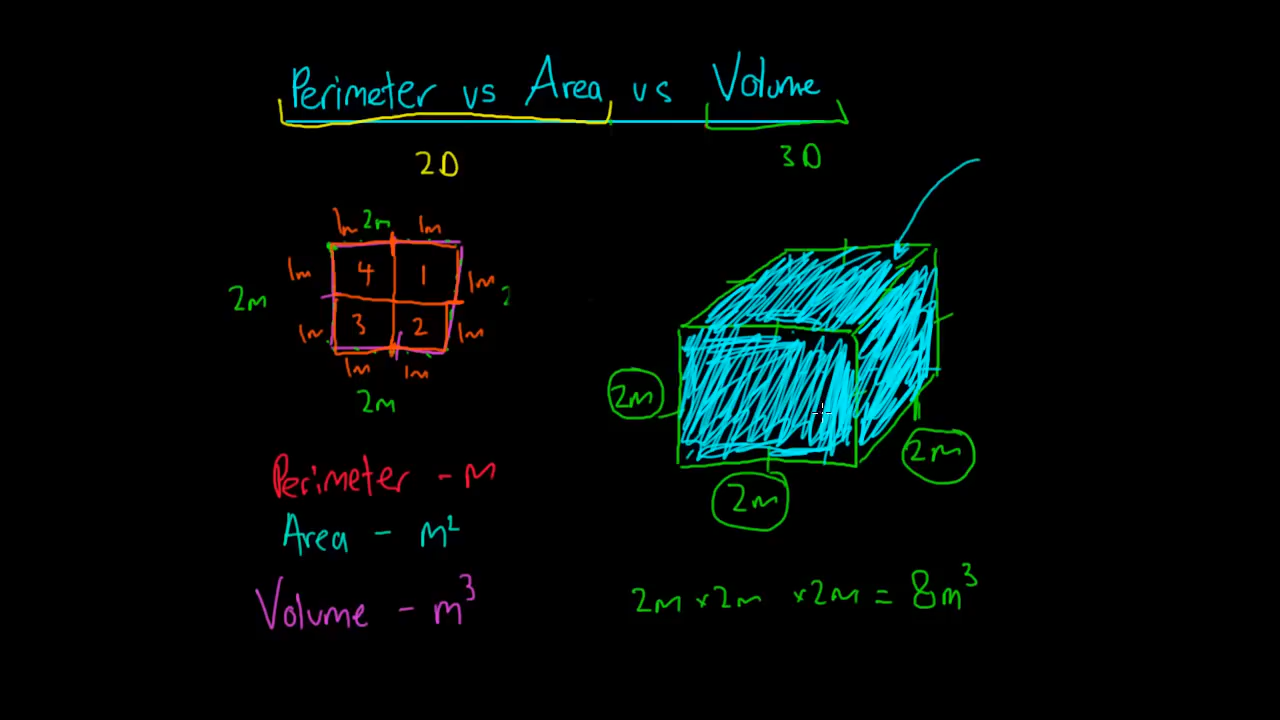 Perimeter vs Area vs Volume
2D
3D
1m 2m 1m
1m 4 1 1m
2m 2
1m 3 2 1m
1m 1m
2m
2m
2m
2m
Perimeter - m
Area - m²
Volume - m³
2m × 2m × 2m = 8m³